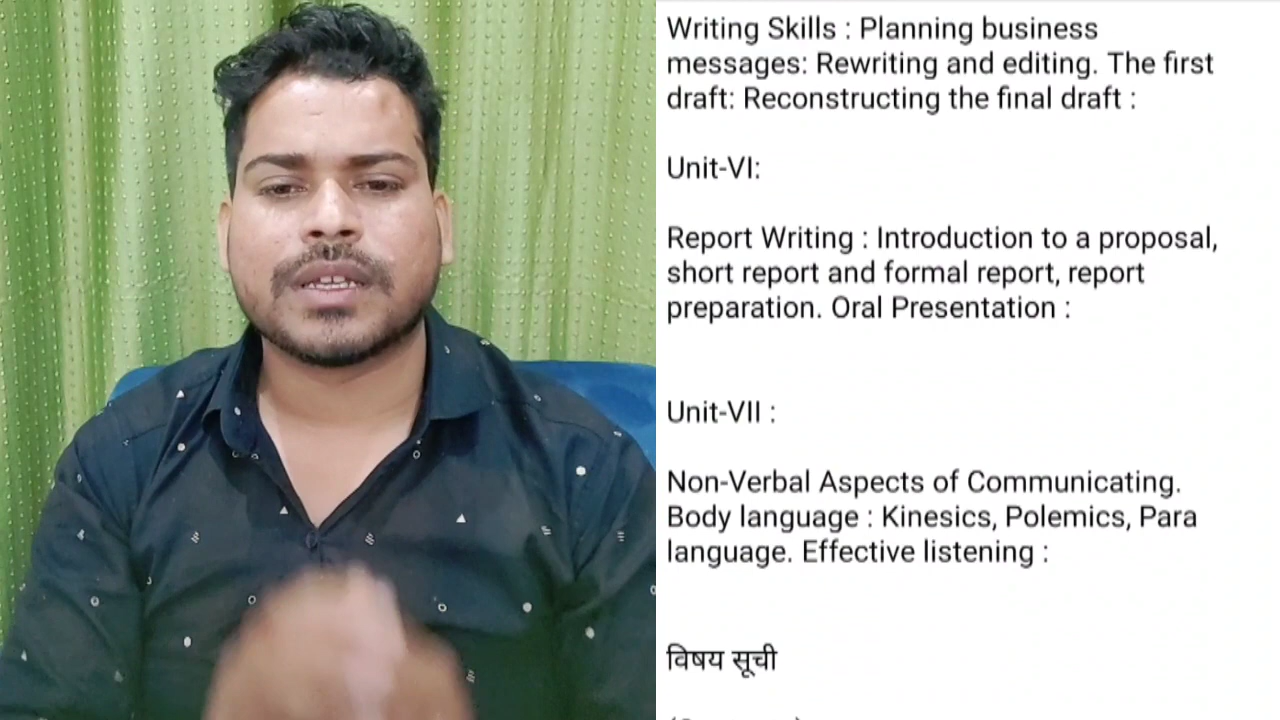 Writing Skills : Planning business
messages: Rewriting and editing. The first
draft: Reconstructing the final draft :
Unit-VI:
Report Writing : Introduction to a proposal,
short report and formal report, report
preparation. Oral Presentation :
Unit-VII :
Non-Verbal Aspects of Communicating.
Body language : Kinesics, Polemics, Para
language. Effective listening :
विषय सूची